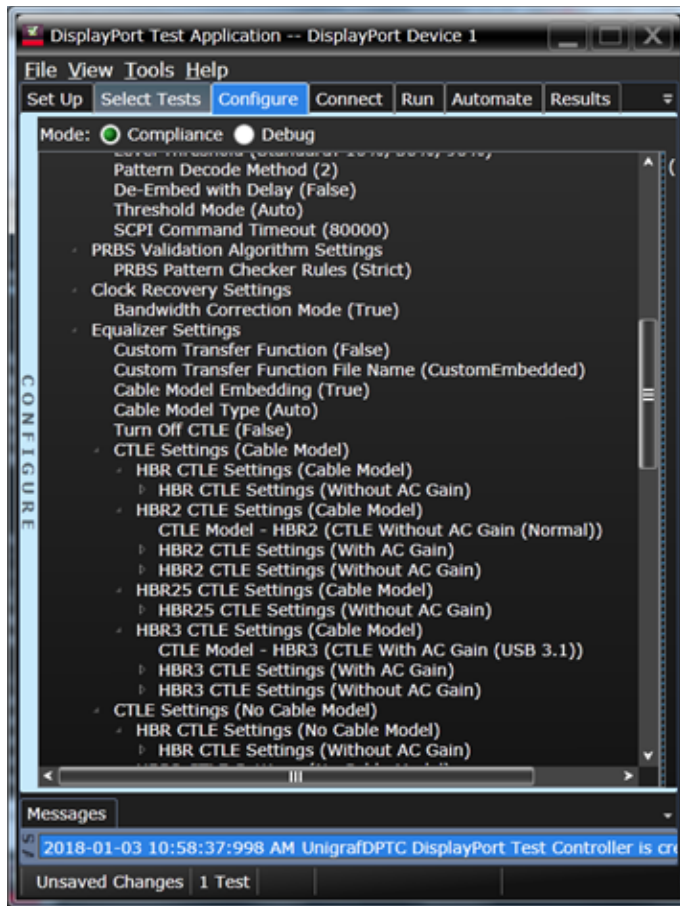 DisplayPort Test Application -- DisplayPort Device 1
File View Tools Help
Set Up Select Tests Configure Connect Run Automate Results
Mode: Compliance Debug
Pattern Decode Method (2)
De-Embed with Delay (False)
Threshold Mode (Auto)
SCPI Command Timeout (80000)
PRBS Validation Algorithm Settings
PRBS Pattern Checker Rules (Strict)
Clock Recovery Settings
Bandwidth Correction Mode (True)
Equalizer Settings
Custom Transfer Function (False)
Custom Transfer Function File Name (CustomEmbedded)
Cable Model Embedding (True)
Cable Model Type (Auto)
Turn Off CTLE (False)
CTLE Settings (Cable Model)
HBR CTLE Settings (Cable Model)
HBR CTLE Settings (Without AC Gain)
HBR2 CTLE Settings (Cable Model)
CTLE Model - HBR2 (CTLE Without AC Gain (Normal))
HBR2 CTLE Settings (With AC Gain)
HBR2 CTLE Settings (Without AC Gain)
HBR25 CTLE Settings (Cable Model)
HBR25 CTLE Settings (Without AC Gain)
HBR3 CTLE Settings (Cable Model)
CTLE Model - HBR3 (CTLE With AC Gain (USB 3.1))
HBR3 CTLE Settings (With AC Gain)
HBR3 CTLE Settings (Without AC Gain)
CTLE Settings (No Cable Model)
HBR CTLE Settings (No Cable Model)
HBR CTLE Settings (Without AC Gain)
CONFIGURE
Messages
2018-01-03 10:58:37:998 AM UnigrafDPTC DisplayPort Test Controller is cre
Unsaved Changes 1 Test